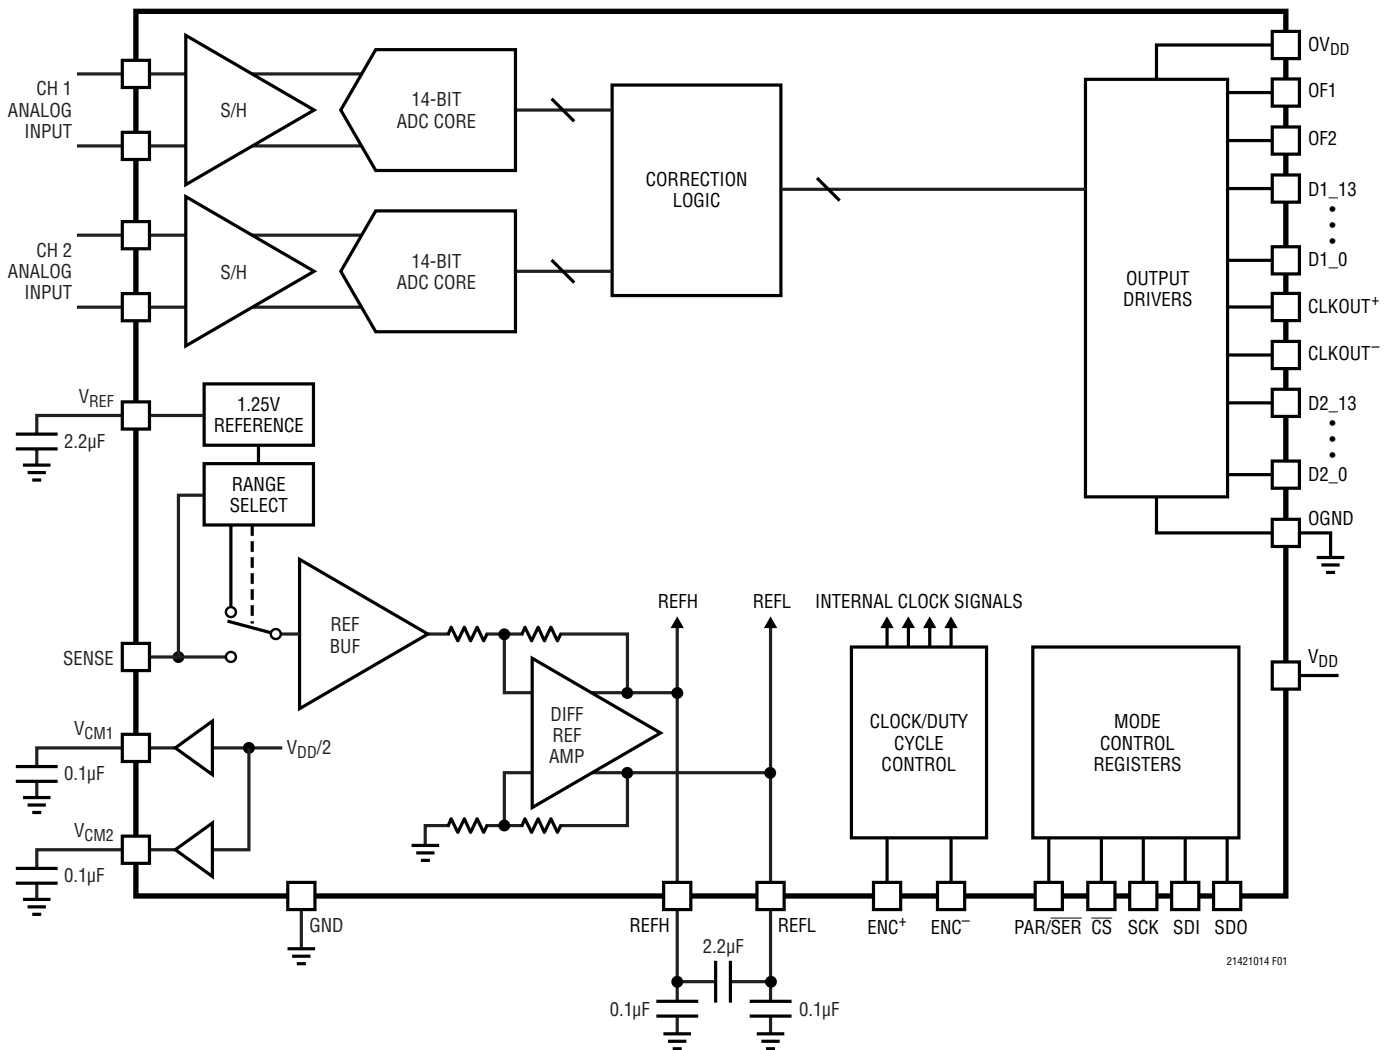 CH 1
ANALOG
INPUT
S/H
14-BIT
ADC CORE
CORRECTION
LOGIC
CH 2
ANALOG
INPUT
S/H
14-BIT
ADC CORE
OUTPUT
DRIVERS
OVDD
OF1
OF2
D1_13
D1_0
CLKOUT+
CLKOUT–
D2_13
D2_0
OGND
VDD
VREF
2.2µF
1.25V
REFERENCE
RANGE
SELECT
SENSE
REF
BUF
DIFF
REF
AMP
REFH
REFL
INTERNAL CLOCK SIGNALS
CLOCK/DUTY
CYCLE
CONTROL
MODE
CONTROL
REGISTERS
VCM1
0.1µF
VDD/2
VCM2
0.1µF
GND
REFH
REFL
ENC+
ENC–
PAR/S̅E̅R̅
C̅S̅
SCK
SDI
SDO
2.2µF
0.1µF
0.1µF
21421014 F01